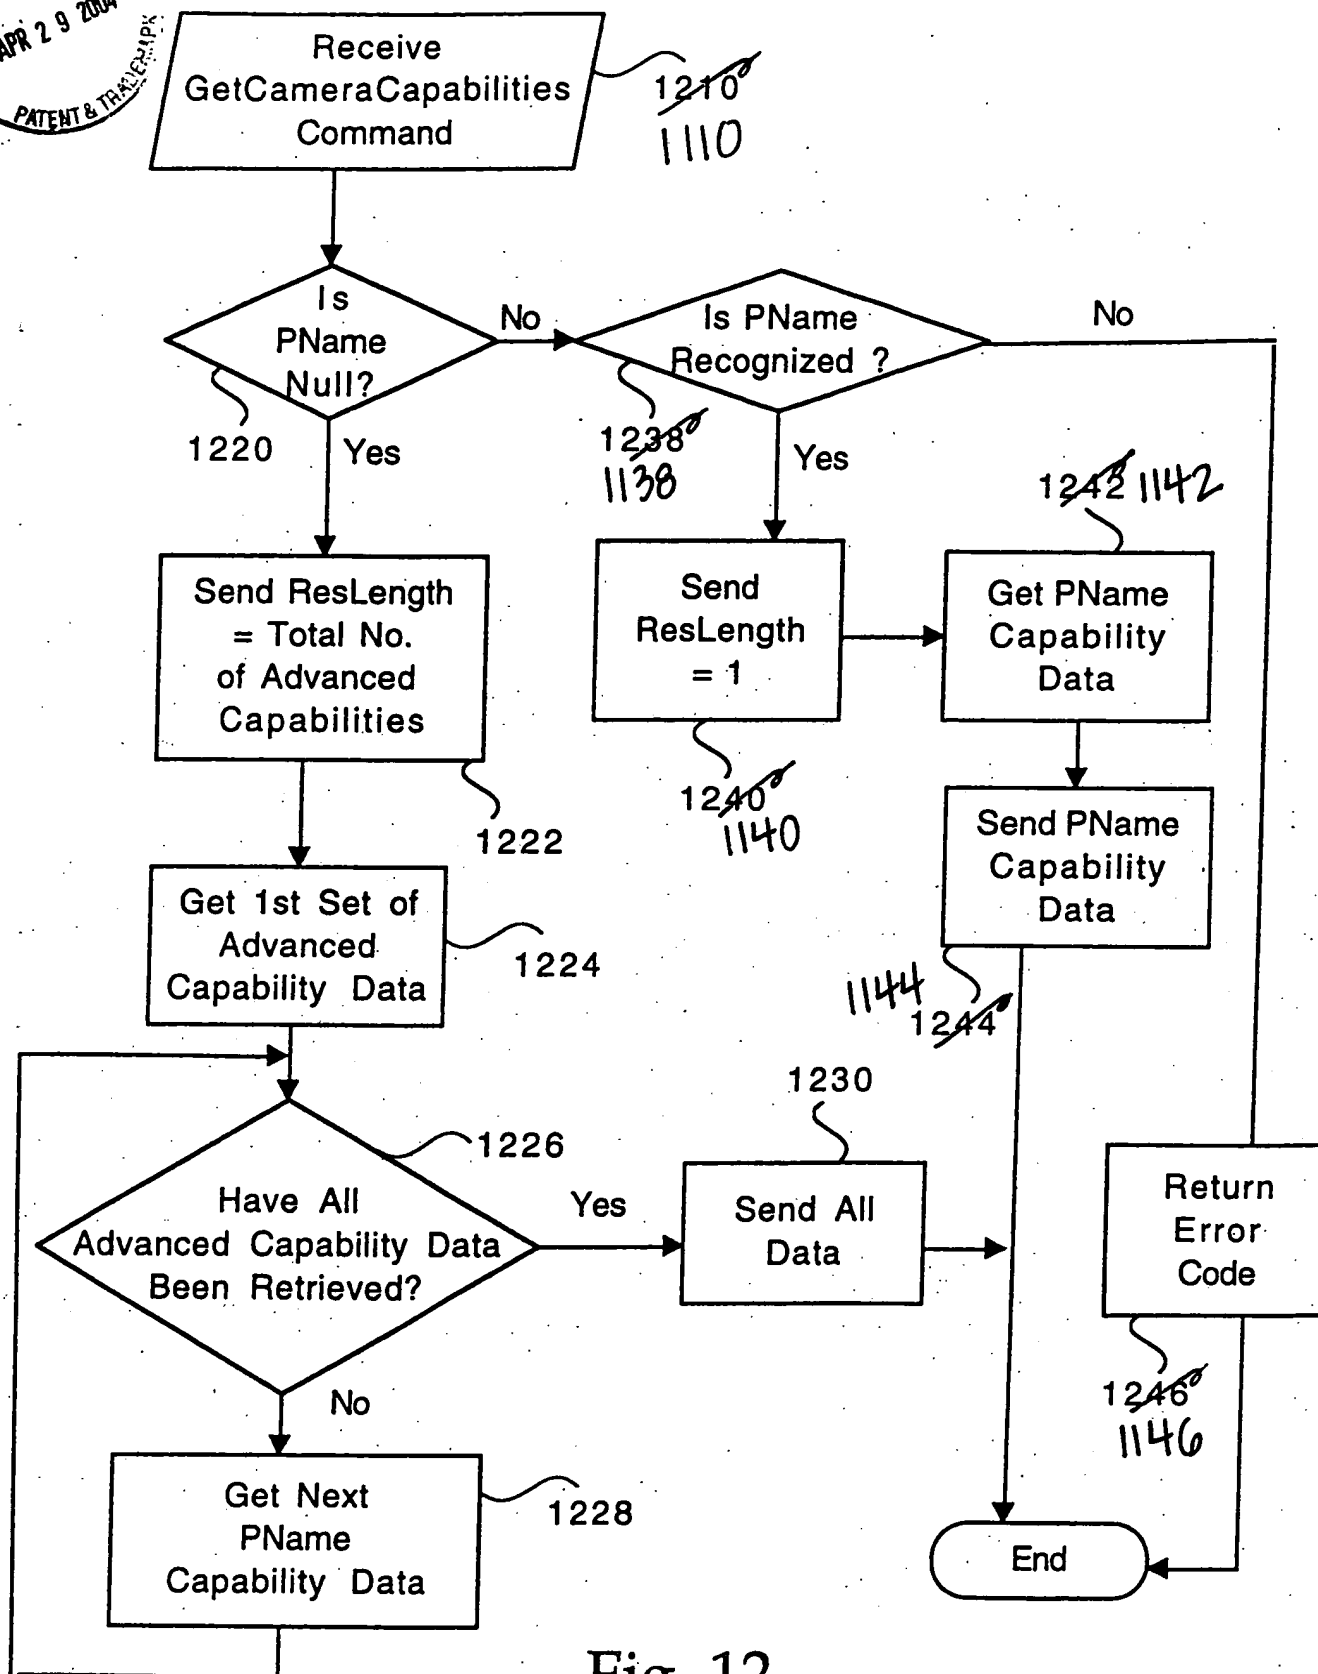 APR 29 2004
PATENT & TRADEMARK
Receive
GetCameraCapabilities
Command
1210
1110
Is
PName
Null?
No
Is PName
Recognized ?
No
1220
Yes
1238
1138
Yes
1242 1142
Send ResLength
= Total No.
of Advanced
Capabilities
1222
Send
ResLength
= 1
1240
1140
Get PName
Capability
Data
Send PName
Capability
Data
1144
1244
Get 1st Set of
Advanced
Capability Data
1224
1226
Have All
Advanced Capability Data
Been Retrieved?
Yes
1230
Send All
Data
Return
Error
Code
1246
1146
No
Get Next
PName
Capability Data
1228
End
Fig. 12